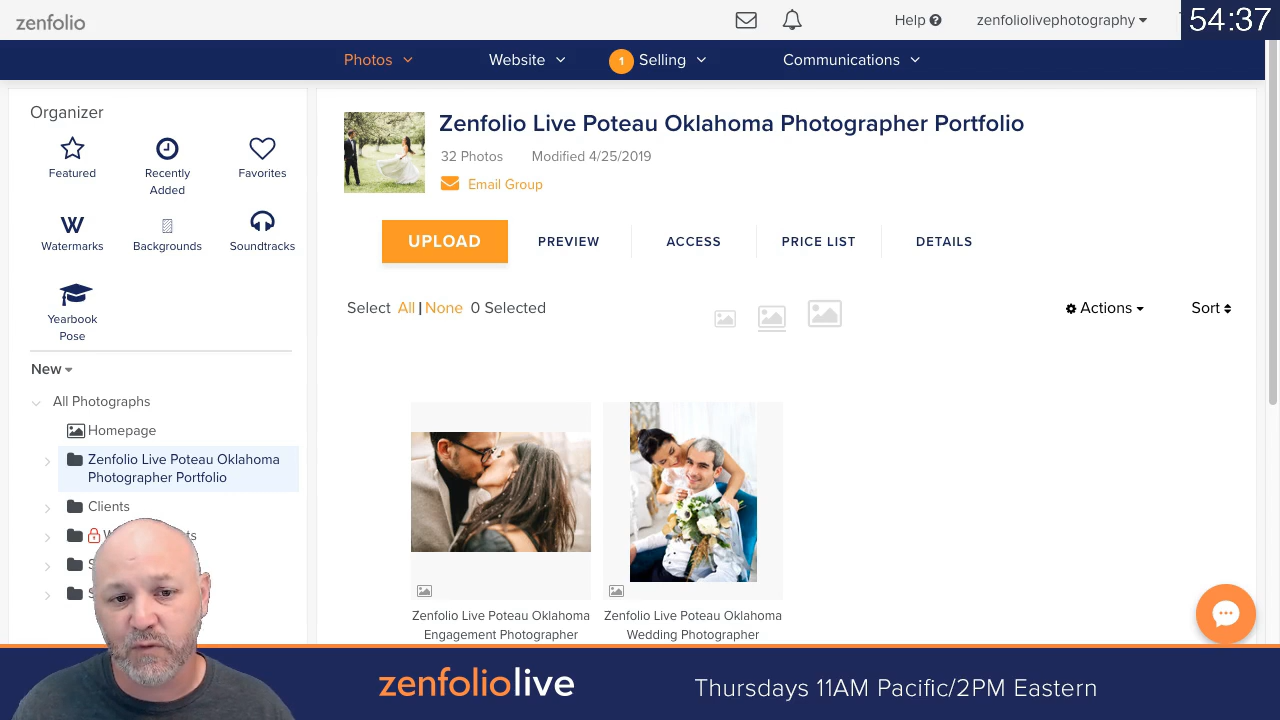 zenfolio
Help
zenfoliolivephotography
54:37
Photos
Website
1
Selling
Communications
Organizer
Featured
Recently
Added
Favorites
Watermarks
Backgrounds
Soundtracks
Yearbook
Pose
New
All Photographs
Homepage
Zenfolio Live Poteau Oklahoma
Photographer Portfolio
Clients
Zenfolio Live Poteau Oklahoma Photographer Portfolio
32 Photos
Modified 4/25/2019
Email Group
UPLOAD
PREVIEW
ACCESS
PRICE LIST
DETAILS
Select All | None 0 Selected
Actions
Sort
Zenfolio Live Poteau Oklahoma
Engagement Photographer
Zenfolio Live Poteau Oklahoma
Wedding Photographer
zenfoliolive
Thursdays 11AM Pacific/2PM Eastern